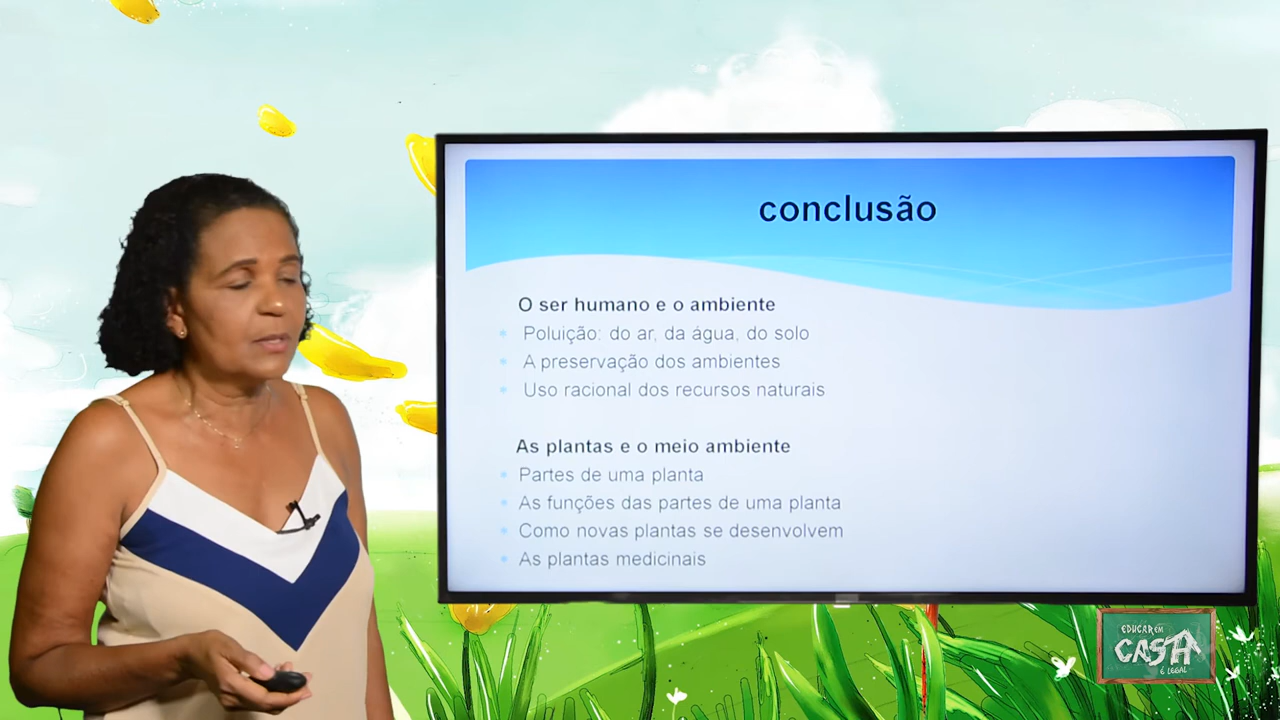 conclusão
O ser humano e o ambiente
Poluição: do ar, da água, do solo
A preservação dos ambientes
Uso racional dos recursos naturais
As plantas e o meio ambiente
Partes de uma planta
As funções das partes de uma planta
Como novas plantas se desenvolvem
As plantas medicinais
EDUCAR EM
CASA
É LEGAL